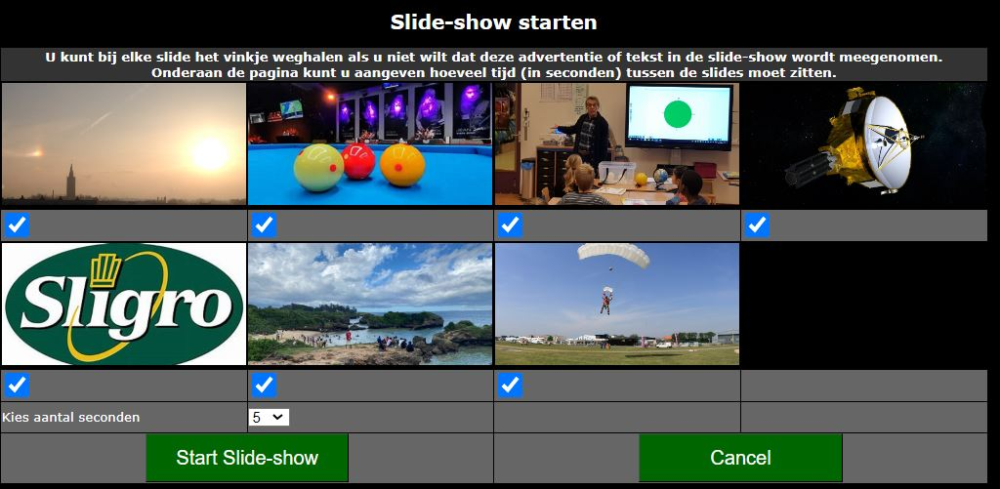 Slide-show starten
U kunt bij elke slide het vinkje weghalen als u niet wilt dat deze advertentie of tekst in de slide-show wordt meegenomen.
Onderaan de pagina kunt u aangeven hoeveel tijd (in seconden) tussen de slides moet zitten.
Sligro
Kies aantal seconden
5
Start Slide-show
Cancel